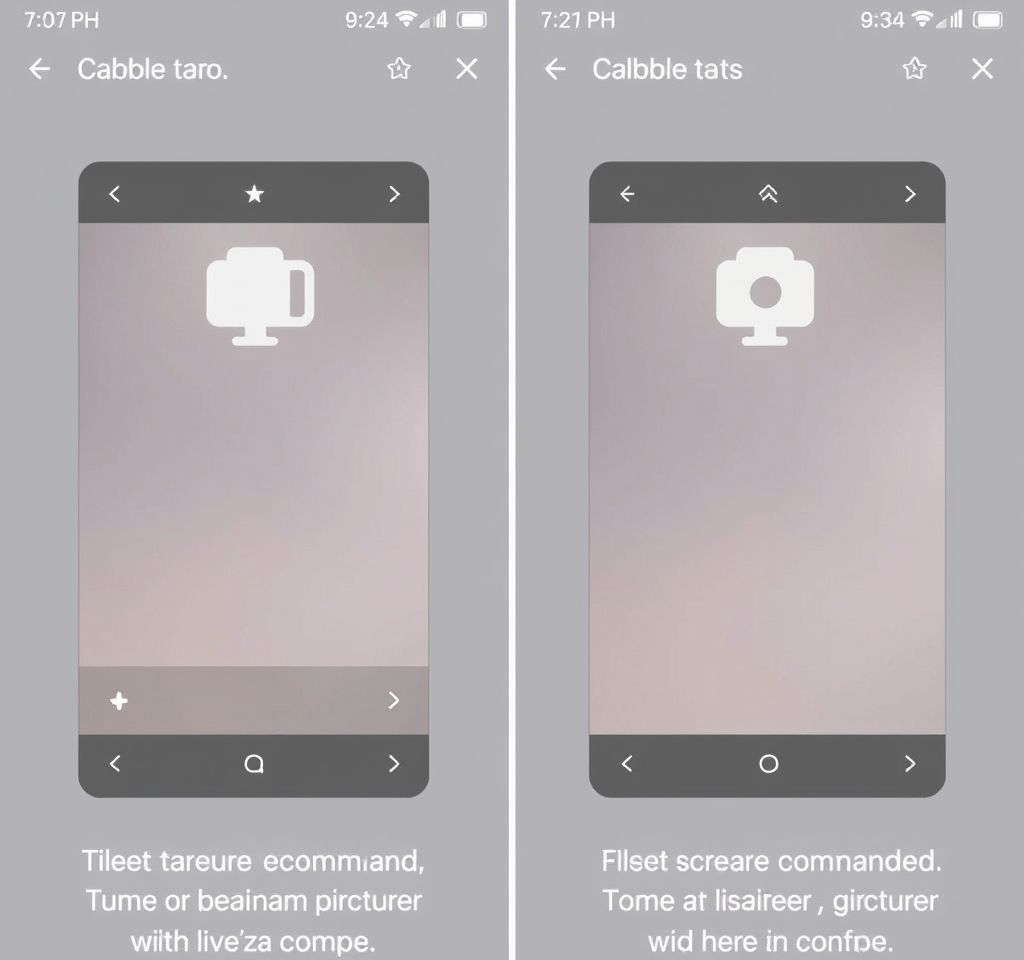 7:07 PH 9:24
Cabble taro.
Tileet tareure ecommıand,
Tume or beainam pircturer
wiith live'za compe.
7:21 PH 9:34
Calbble tats
Fllset screare comnanded.
Tome at lisaireer , gircturer
wid here in confpe.